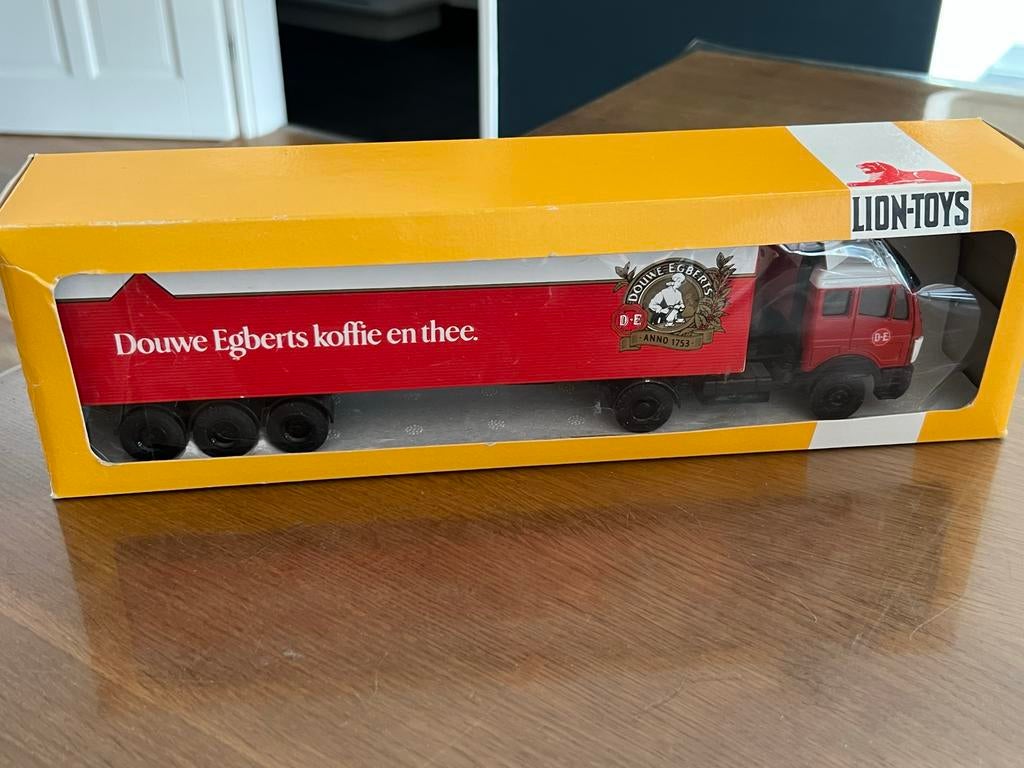 LION-TOYS
Douwe Egberts koffie en thee.
DOUWE EGBERTS
D·E
· ANNO 1753 ·
D·E